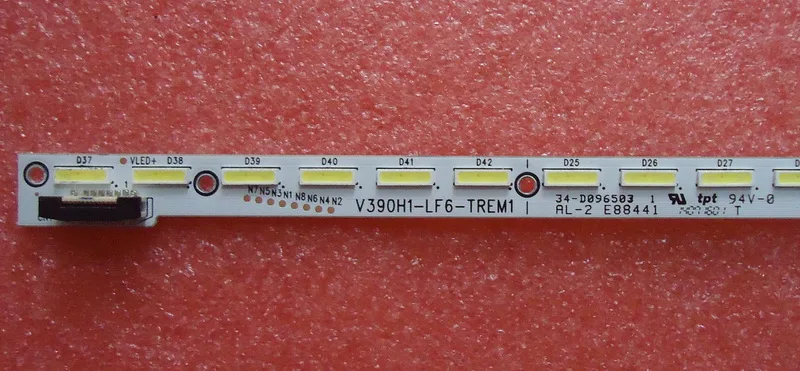 D37 VLED+ D38 D39 D40 D41 D42 D25 D26 D27 D
1
N7 N5 N3 N1 N8 N6 N4 N2
V390H1-LF6-TREM1
34-D096503 1 tpt 94V-0
AL-2 E88441 T